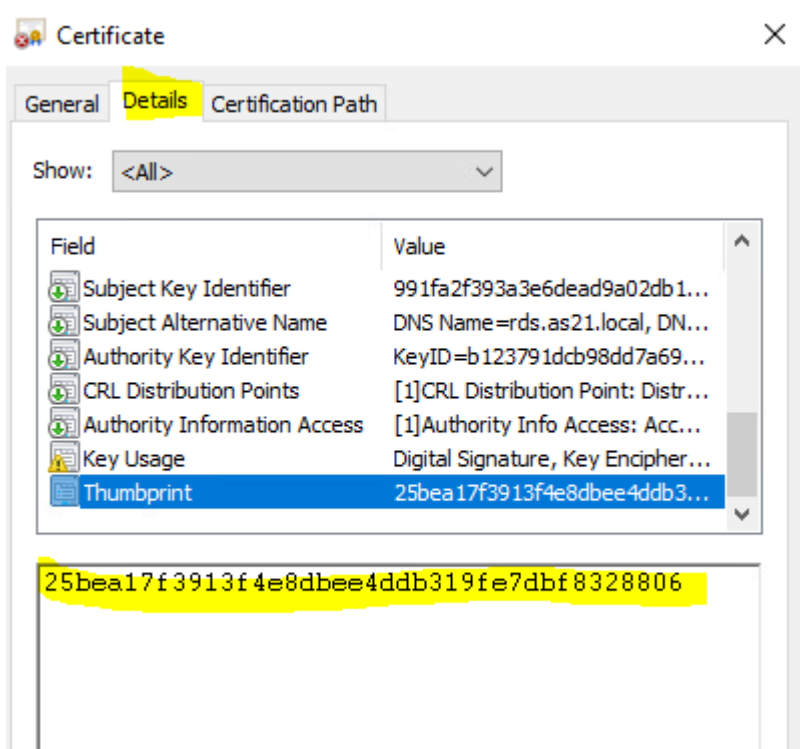 Certificate
General Details Certification Path
Show: <All>
Field Value
Subject Key Identifier 991fa2f393a3e6dead9a02db1...
Subject Alternative Name DNS Name=rds.as21.local, DN...
Authority Key Identifier KeyID=b123791dcb98dd7a69...
CRL Distribution Points [1]CRL Distribution Point: Distr...
Authority Information Access [1]Authority Info Access: Acc...
Key Usage Digital Signature, Key Encipher...
Thumbprint 25bea17f3913f4e8dbee4ddb3...
25bea17f3913f4e8dbee4ddb319fe7dbf8328806